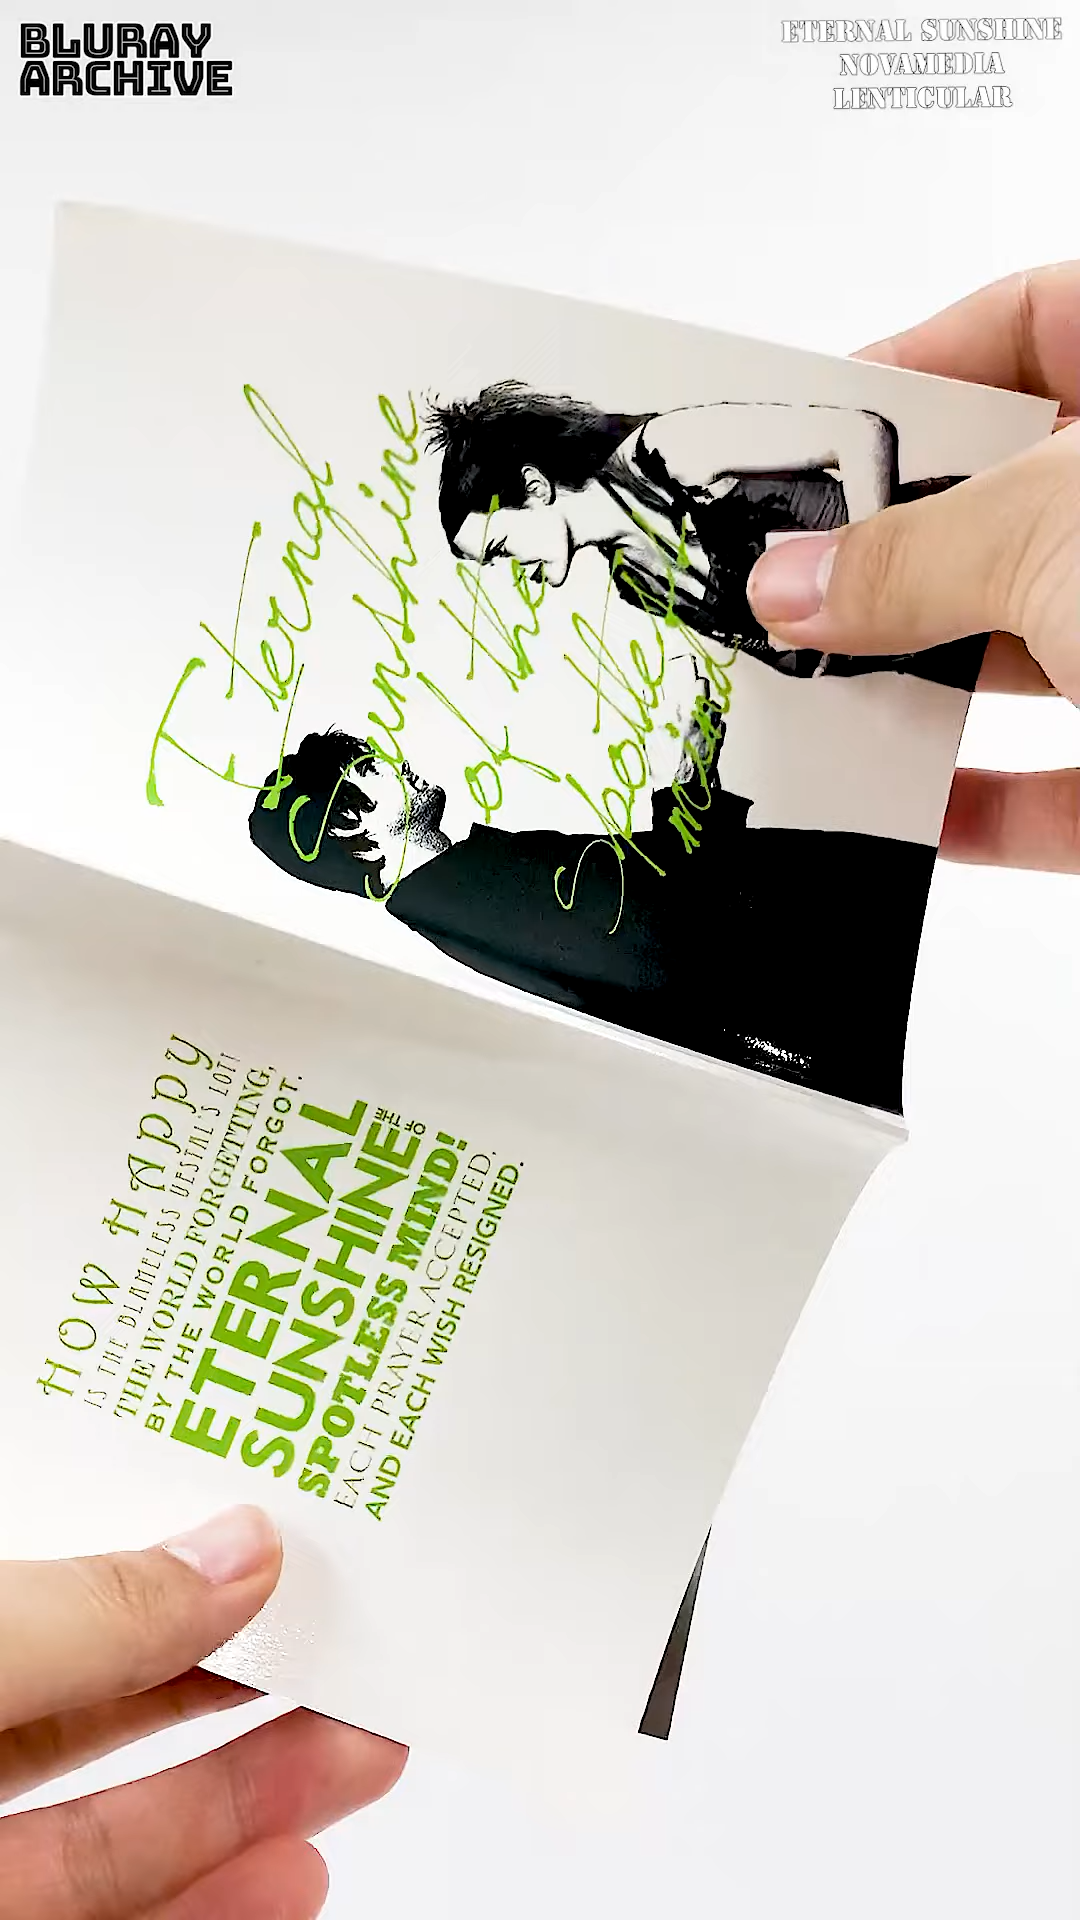 BLURAY
ARCHIVE
ETERNAL SUNSHINE
NOVAMEDIA
LENTICULAR
Eternal
Sunshine
of the
Spotless
mind
HOW HAPPY
IS THE BLAMELESS VESTAL'S LOT!
THE WORLD FORGETTING,
BY THE WORLD FORGOT.
ETERNAL
SUNSHINE OF THE
SPOTLESS MIND!
EACH PRAYER ACCEPTED,
AND EACH WISH RESIGNED.